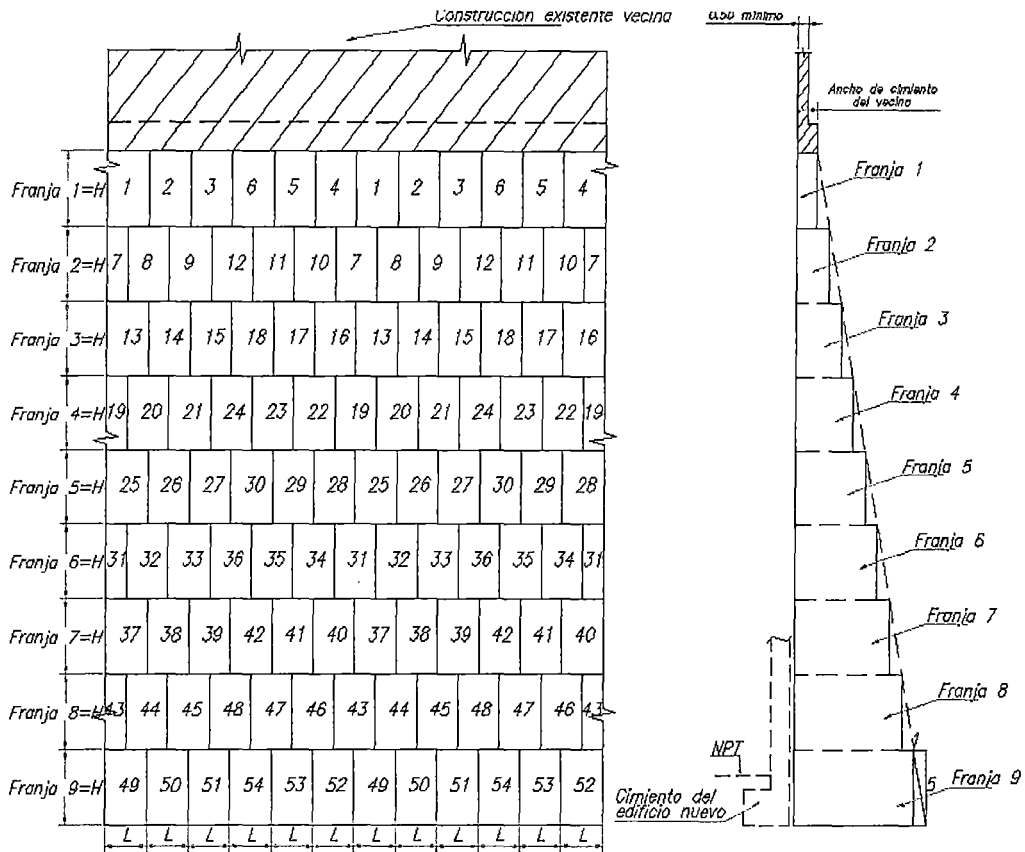 Construcción existente vecina
0.50 mínimo
Ancho de cimiento
del vecino
Franja 1=H 1 2 3 6 5 4 1 2 3 6 5 4
Franja 1
Franja 2=H 7 8 9 12 11 10 7 8 9 12 11 10 7
Franja 2
Franja 3=H 13 14 15 18 17 16 13 14 15 18 17 16
Franja 3
Franja 4=H 19 20 21 24 23 22 19 20 21 24 23 22 19
Franja 4
Franja 5=H 25 26 27 30 29 28 25 26 27 30 29 28
Franja 5
Franja 6=H 31 32 33 36 35 34 31 32 33 36 35 34 31
Franja 6
Franja 7=H 37 38 39 42 41 40 37 38 39 42 41 40
Franja 7
Franja 8=H 43 44 45 48 47 46 43 44 45 48 47 46 43
Franja 8
Franja 9=H 49 50 51 54 53 52 49 50 51 54 53 52
1
5
Franja 9
NPT
Cimiento del
edificio nuevo
L L L L L L L L L L L L